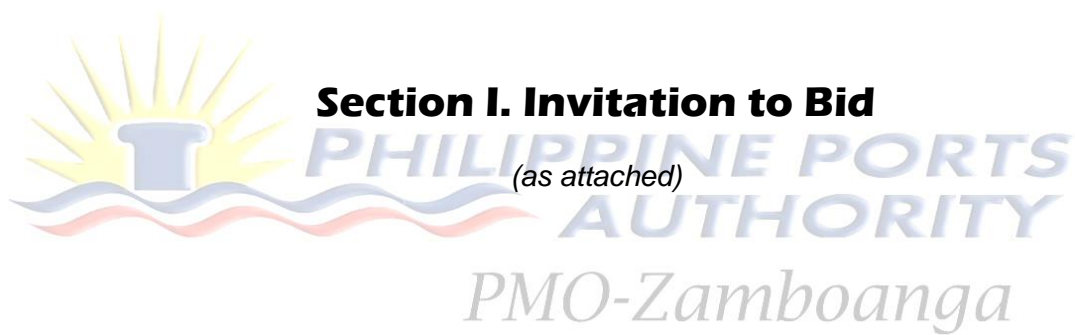 Section I. Invitation to Bid
PHILIPPINE PORTS
(as attached)
AUTHORITY
PMO-Zamboanga